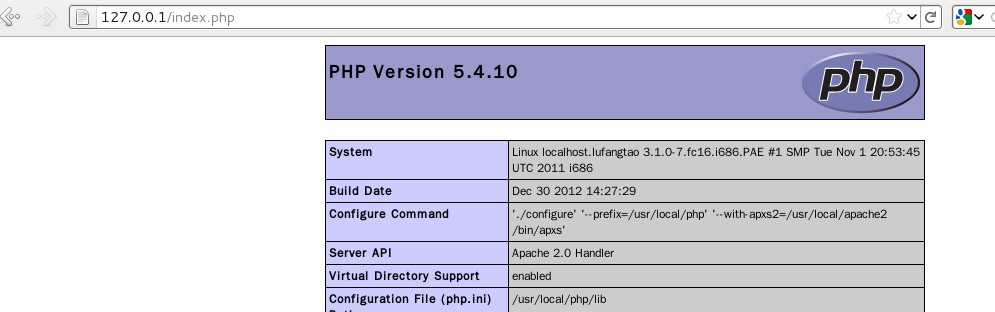 127.0.0.1/index.php
PHP Version 5.4.10
php
System
Linux localhost.lufangtao 3.1.0-7.fc16.i686.PAE #1 SMP Tue Nov 1 20:53:45
UTC 2011 i686
Build Date
Dec 30 2012 14:27:29
Configure Command
'./configure' '--prefix=/usr/local/php' '--with-apxs2=/usr/local/apache2
/bin/apxs'
Server API
Apache 2.0 Handler
Virtual Directory Support
enabled
Configuration File (php.ini)
/usr/local/php/lib